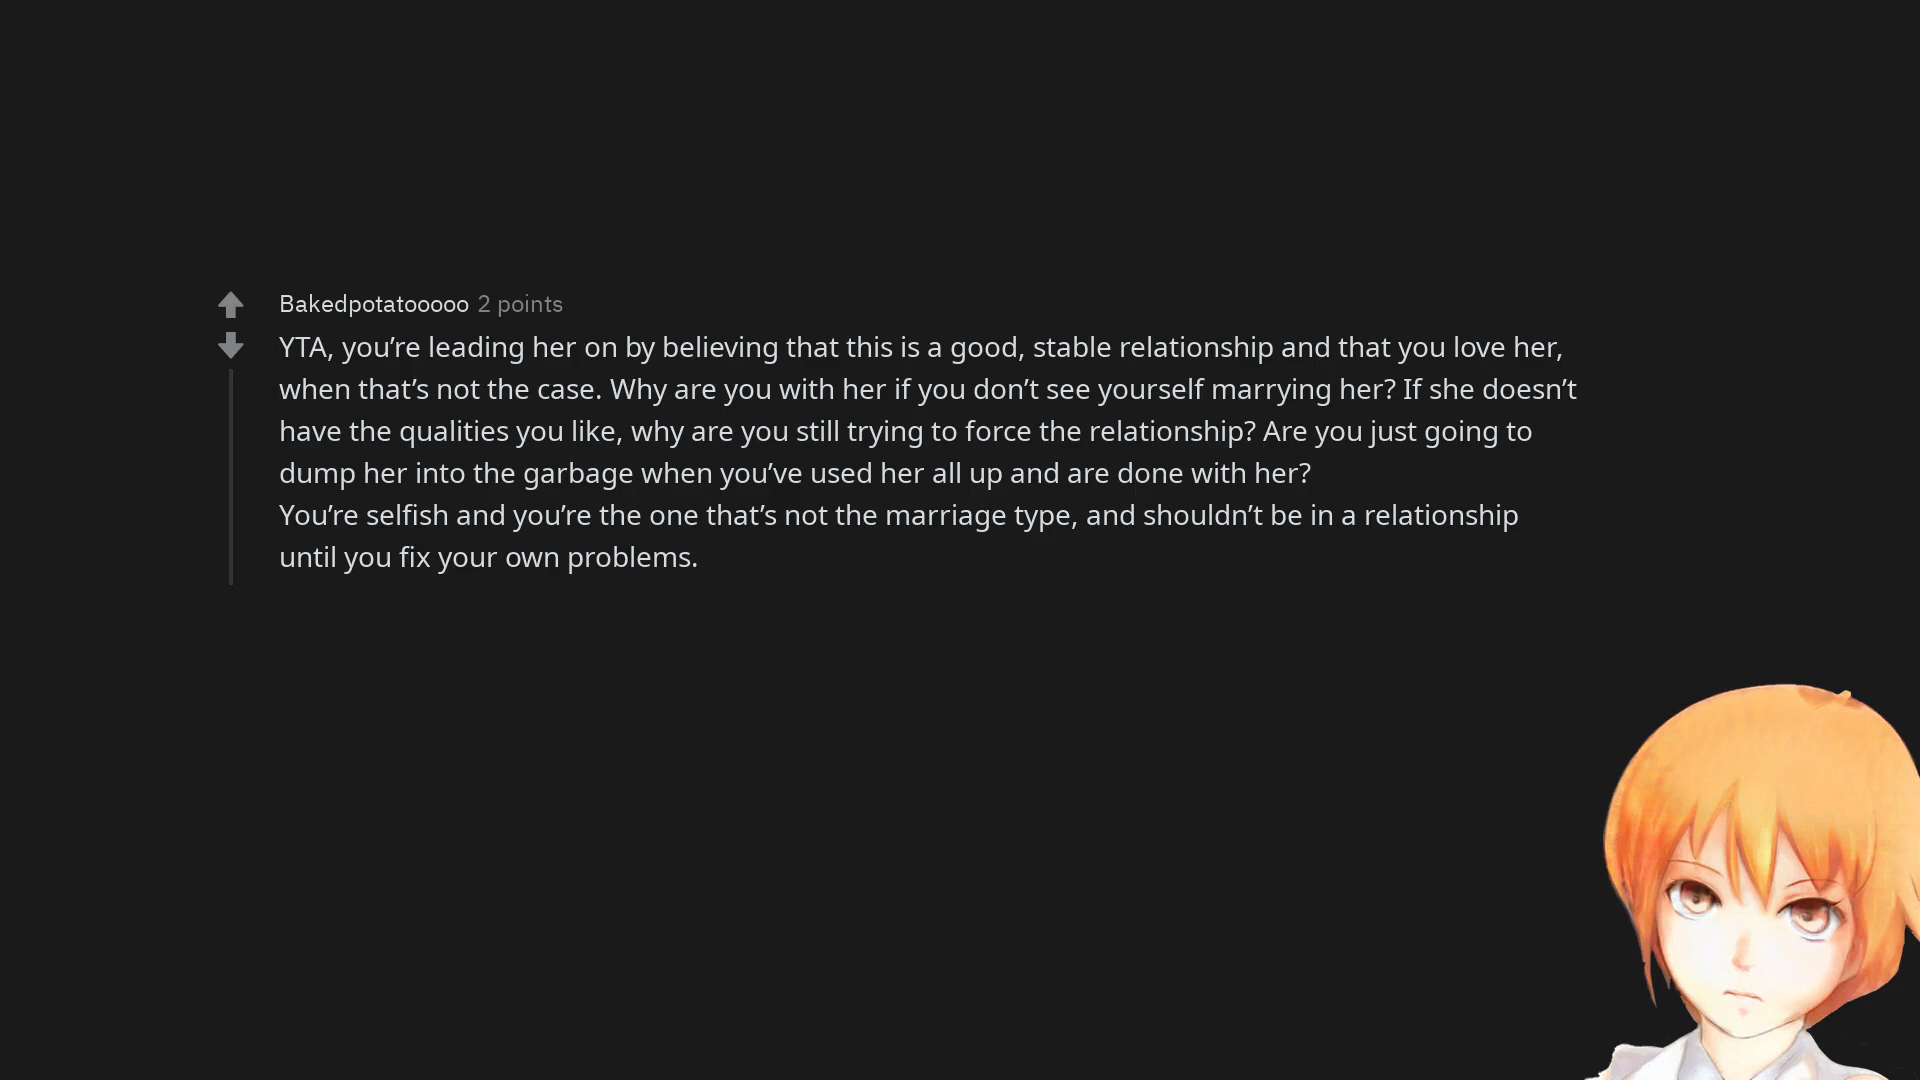 Bakedpotatooooo 2 points
YTA, you’re leading her on by believing that this is a good, stable relationship and that you love her,
when that’s not the case. Why are you with her if you don’t see yourself marrying her? If she doesn’t
have the qualities you like, why are you still trying to force the relationship? Are you just going to
dump her into the garbage when you’ve used her all up and are done with her?
You’re selfish and you’re the one that’s not the marriage type, and shouldn’t be in a relationship
until you fix your own problems.